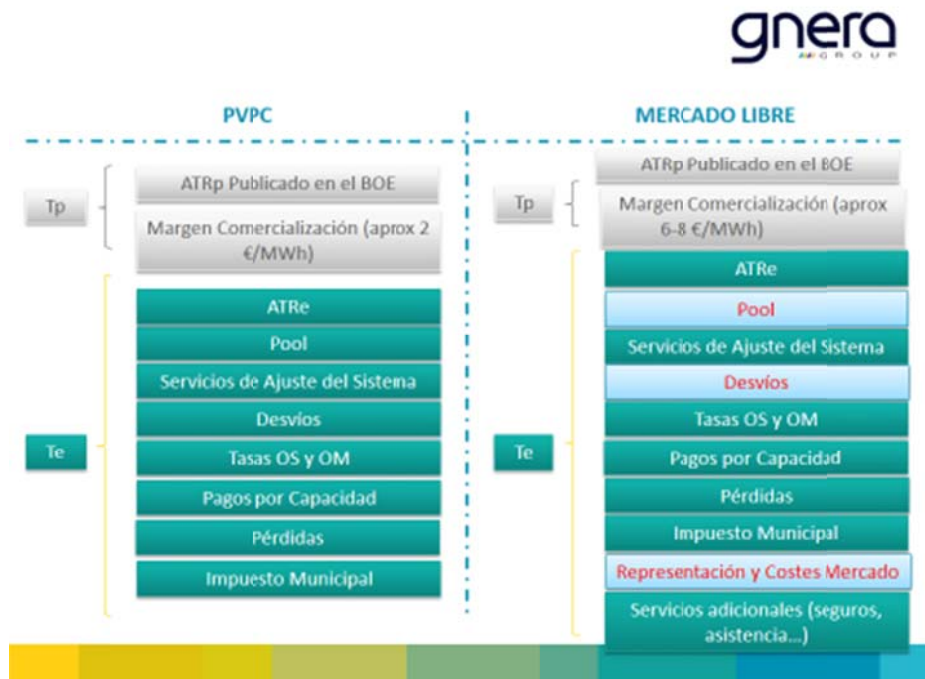 gnera
GROUP
PVPC
MERCADO LIBRE
Tp
ATRp Publicado en el BOE
Margen Comercialización (aprox 2
€/MWh)
Te
ATRe
Pool
Servicios de Ajuste del Sistema
Desvíos
Tasas OS y OM
Pagos por Capacidad
Pérdidas
Impuesto Municipal
Tp
ATRp Publicado en el BOE
Margen Comercialización (aprox
6-8 €/MWh)
Te
ATRe
Pool
Servicios de Ajuste del Sistema
Desvíos
Tasas OS y OM
Pagos por Capacidad
Pérdidas
Impuesto Municipal
Representación y Costes Mercado
Servicios adicionales (seguros,
asistencia...)